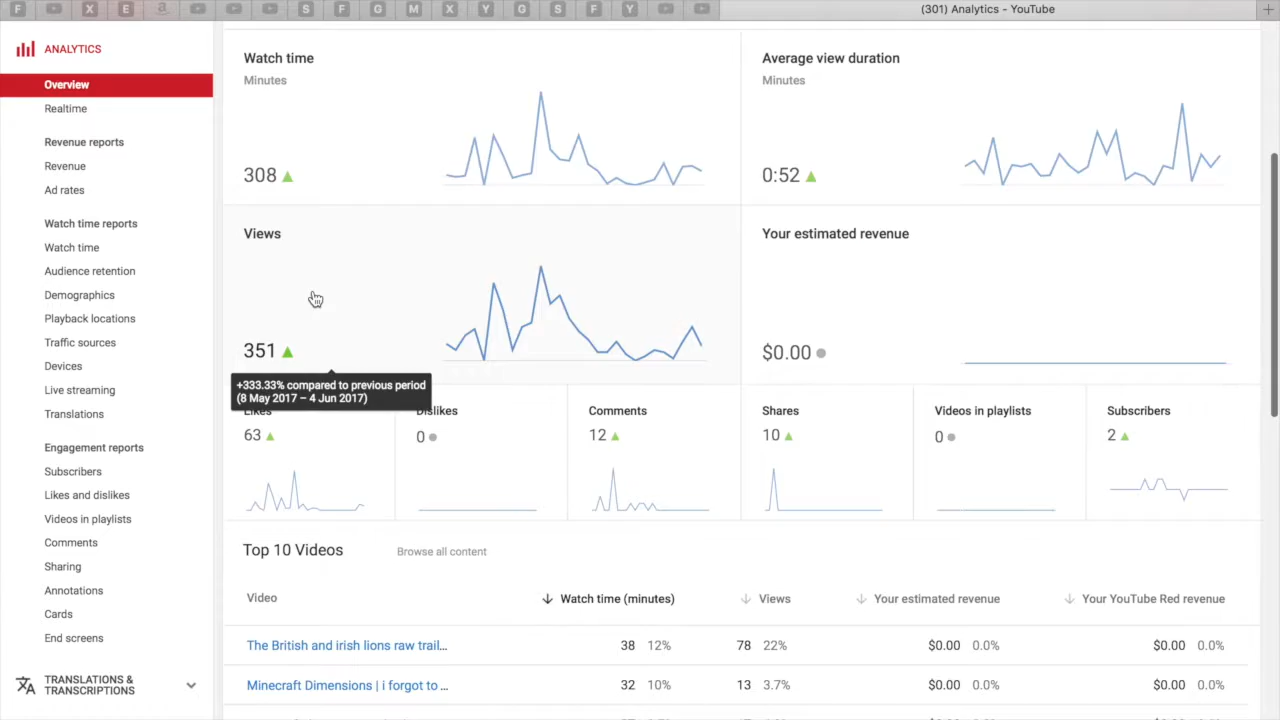 F X E a S F G M X Y G S F Y (301) Analytics - YouTube +
ANALYTICS
Overview
Realtime
Revenue reports
Revenue
Ad rates
Watch time reports
Watch time
Audience retention
Demographics
Playback locations
Traffic sources
Devices
Live streaming
Translations
Engagement reports
Subscribers
Likes and dislikes
Videos in playlists
Comments
Sharing
Annotations
Cards
End screens
TRANSLATIONS &
TRANSCRIPTIONS
Watch time
Minutes
308
Average view duration
Minutes
0:52
Views
351
+333.33% compared to previous period
(8 May 2017 – 4 Jun 2017)
Your estimated revenue
$0.00
Likes
63
Dislikes
0
Comments
12
Shares
10
Videos in playlists
0
Subscribers
2
Top 10 Videos Browse all content
Video Watch time (minutes) Views Your estimated revenue Your YouTube Red revenue
The British and irish lions raw trail... 38 12% 78 22% $0.00 0.0% $0.00 0.0%
Minecraft Dimensions | i forgot to ... 32 10% 13 3.7% $0.00 0.0% $0.00 0.0%